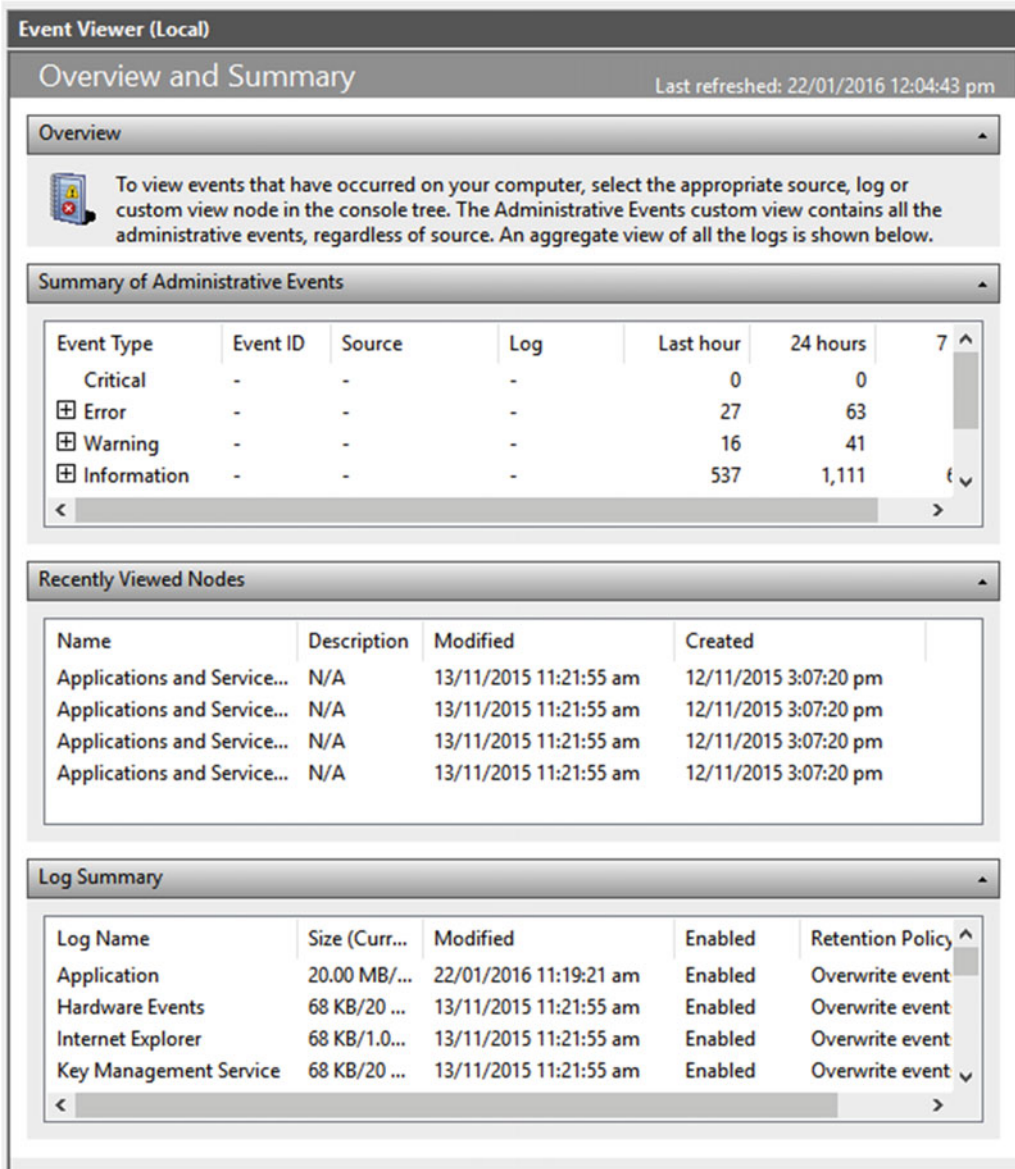 Event Viewer (Local)
Overview and Summary Last refreshed: 22/01/2016 12:04:43 pm
Overview
To view events that have occurred on your computer, select the appropriate source, log or
custom view node in the console tree. The Administrative Events custom view contains all the
administrative events, regardless of source. An aggregate view of all the logs is shown below.
Summary of Administrative Events
Event Type Event ID Source Log Last hour 24 hours 7
Critical - - - 0 0
Error - - - 27 63
Warning - - - 16 41
Information - - - 537 1,111
Recently Viewed Nodes
Name Description Modified Created
Applications and Service... N/A 13/11/2015 11:21:55 am 12/11/2015 3:07:20 pm
Applications and Service... N/A 13/11/2015 11:21:55 am 12/11/2015 3:07:20 pm
Applications and Service... N/A 13/11/2015 11:21:55 am 12/11/2015 3:07:20 pm
Applications and Service... N/A 13/11/2015 11:21:55 am 12/11/2015 3:07:20 pm
Log Summary
Log Name Size (Curr... Modified Enabled Retention Policy
Application 20.00 MB/... 22/01/2016 11:19:21 am Enabled Overwrite event
Hardware Events 68 KB/20 ... 13/11/2015 11:21:55 am Enabled Overwrite event
Internet Explorer 68 KB/1.0... 13/11/2015 11:21:55 am Enabled Overwrite event
Key Management Service 68 KB/20 ... 13/11/2015 11:21:55 am Enabled Overwrite event